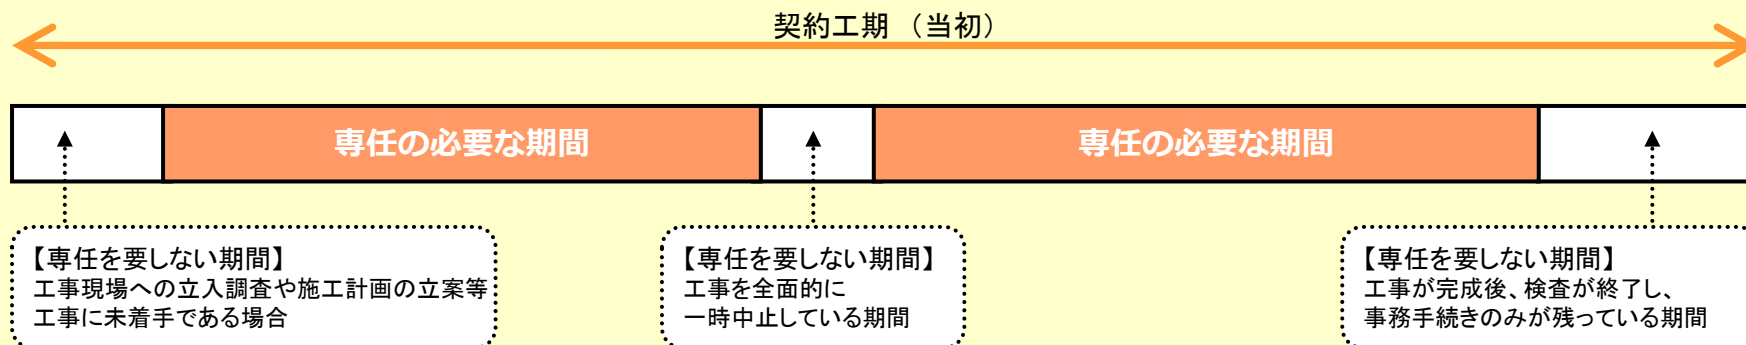 契約工期 （当初）
専任の必要な期間
専任の必要な期間
【専任を要しない期間】
工事現場への立入調査や施工計画の立案等
工事に未着手である場合
【専任を要しない期間】
工事を全面的に
一時中止している期間
【専任を要しない期間】
工事が完成後、検査が終了し、
事務手続きのみが残っている期間